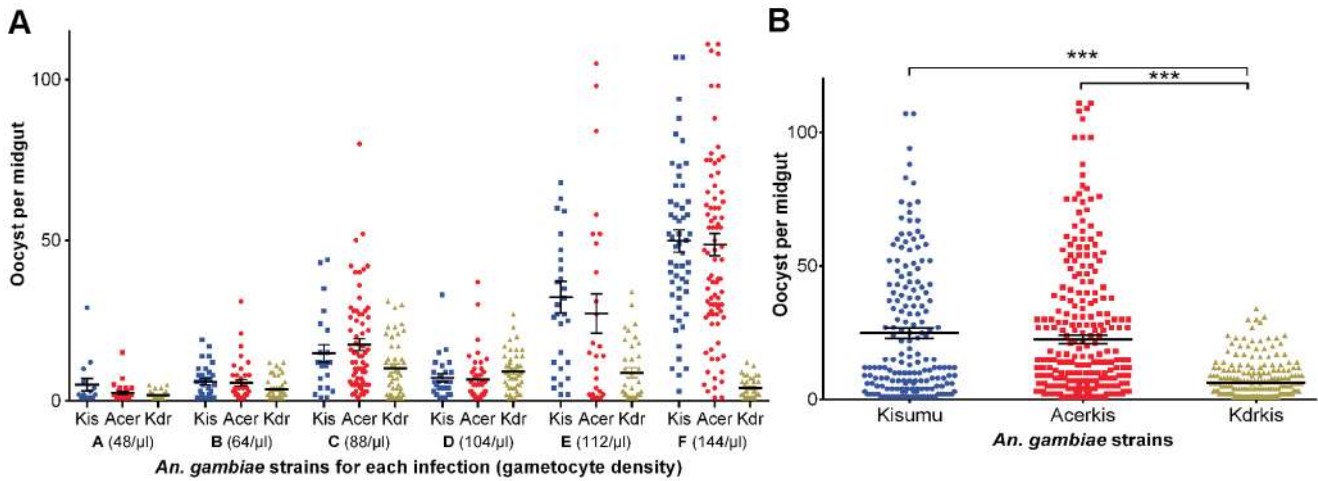 A
Oocyst per midgut
100
50
0
Kis Acer Kdr Kis Acer Kdr Kis Acer Kdr Kis Acer Kdr Kis Acer Kdr Kis Acer Kdr
A (48/µl) B (64/µl) C (88/µl) D (104/µl) E (112/µl) F (144/µl)
An. gambiae strains for each infection (gametocyte density)
B
***
***
Oocyst per midgut
100
50
0
Kisumu Acerkis Kdrkis
An. gambiae strains